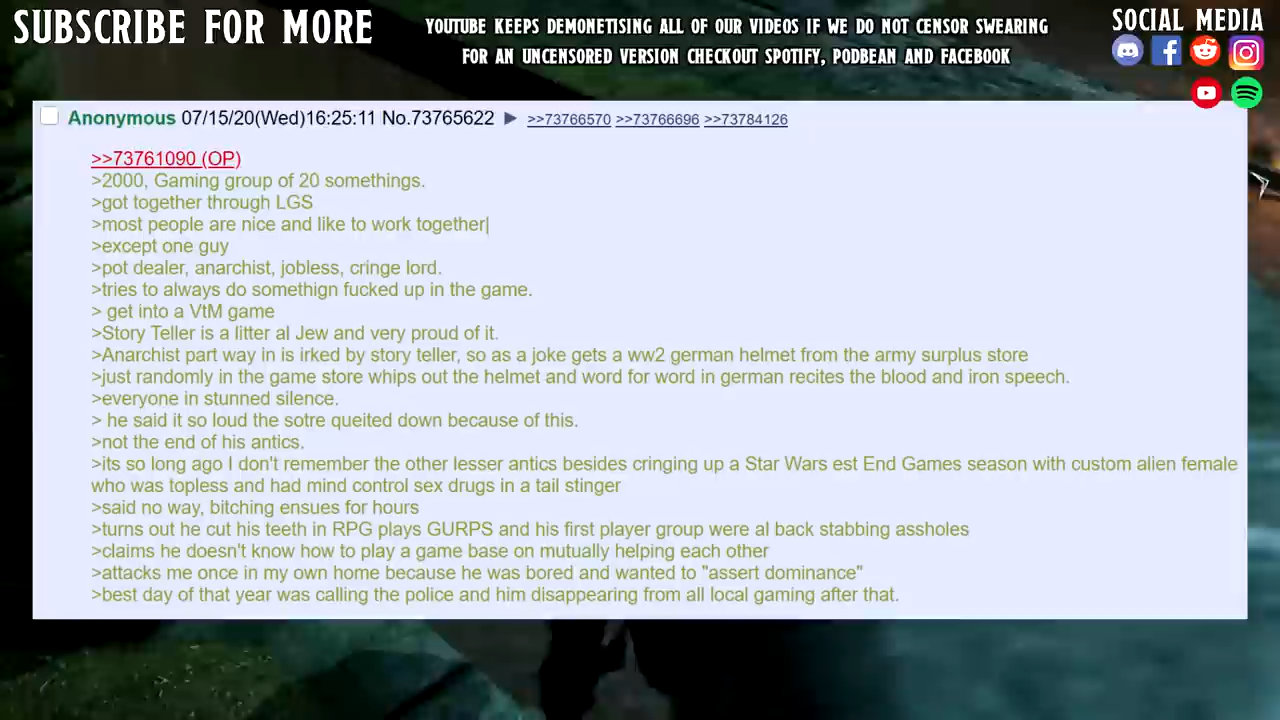 SUBSCRIBE FOR MORE
YOUTUBE KEEPS DEMONETISING ALL OF OUR VIDEOS IF WE DO NOT CENSOR SWEARING
FOR AN UNCENSORED VERSION CHECKOUT SPOTIFY, PODBEAN AND FACEBOOK
SOCIAL MEDIA
Anonymous 07/15/20(Wed)16:25:11 No.73765622 ▶ >>73766570 >>73766696 >>73784126
>>73761090 (OP)
>2000, Gaming group of 20 somethings.
>got together through LGS
>most people are nice and like to work together|
>except one guy
>pot dealer, anarchist, jobless, cringe lord.
>tries to always do somethign fucked up in the game.
> get into a VtM game
>Story Teller is a litter al Jew and very proud of it.
>Anarchist part way in is irked by story teller, so as a joke gets a ww2 german helmet from the army surplus store
>just randomly in the game store whips out the helmet and word for word in german recites the blood and iron speech.
>everyone in stunned silence.
> he said it so loud the sotre queited down because of this.
>not the end of his antics.
>its so long ago I don't remember the other lesser antics besides cringing up a Star Wars est End Games season with custom alien female
who was topless and had mind control sex drugs in a tail stinger
>said no way, bitching ensues for hours
>turns out he cut his teeth in RPG plays GURPS and his first player group were al back stabbing assholes
>claims he doesn't know how to play a game base on mutually helping each other
>attacks me once in my own home because he was bored and wanted to "assert dominance"
>best day of that year was calling the police and him disappearing from all local gaming after that.